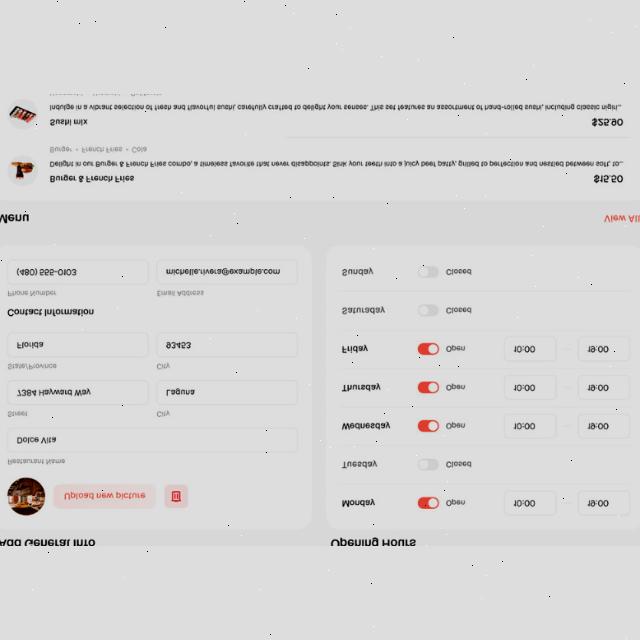 Add General Info
Upload new picture
Restaurant Name
Dolce Vita
Street
City
7384 Hayward Way
Laguna
State/Province
City
Florida
93453
Contact Information
Phone Number
Email Address
(480) 555-0103
michelle.rivera@example.com
Opening Hours
Monday Open 10:00 — 19:00
Tuesday Closed
Wednesday Open 10:00 — 19:00
Thursday Open 10:00 — 19:00
Friday Open 10:00 — 19:00
Saturaday Closed
Sunday Closed
Menu
View All
Burger & French Fries
$15.50
Delight in our Burger & French Fries combo, a timeless favorite that never disappoints. Sink your teeth into a juicy beef patty, grilled to perfection and nestled between soft, to...
Burger • French Fries • Cola
Sushi mix
$25.90
Indulge in a vibrant selection of fresh and flavorful sushi, carefully crafted to delight your senses. This set features an assortment of hand-rolled sushi, including classic nigiri...